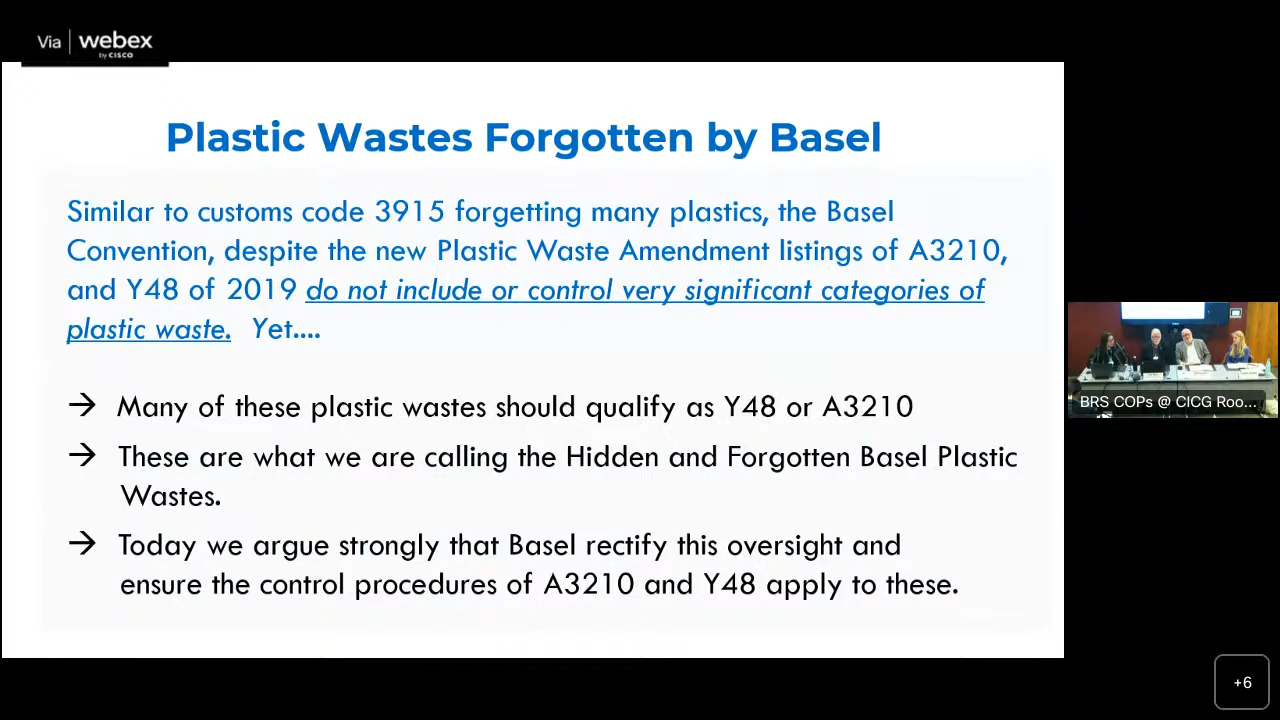 Via | webex
by CISCO
Plastic Wastes Forgotten by Basel
Similar to customs code 3915 forgetting many plastics, the Basel
Convention, despite the new Plastic Waste Amendment listings of A3210,
and Y48 of 2019 do not include or control very significant categories of
plastic waste. Yet....
→ Many of these plastic wastes should qualify as Y48 or A3210
→ These are what we are calling the Hidden and Forgotten Basel Plastic
Wastes.
→ Today we argue strongly that Basel rectify this oversight and
ensure the control procedures of A3210 and Y48 apply to these.
BRS COPs @ CICG Roo...
+6